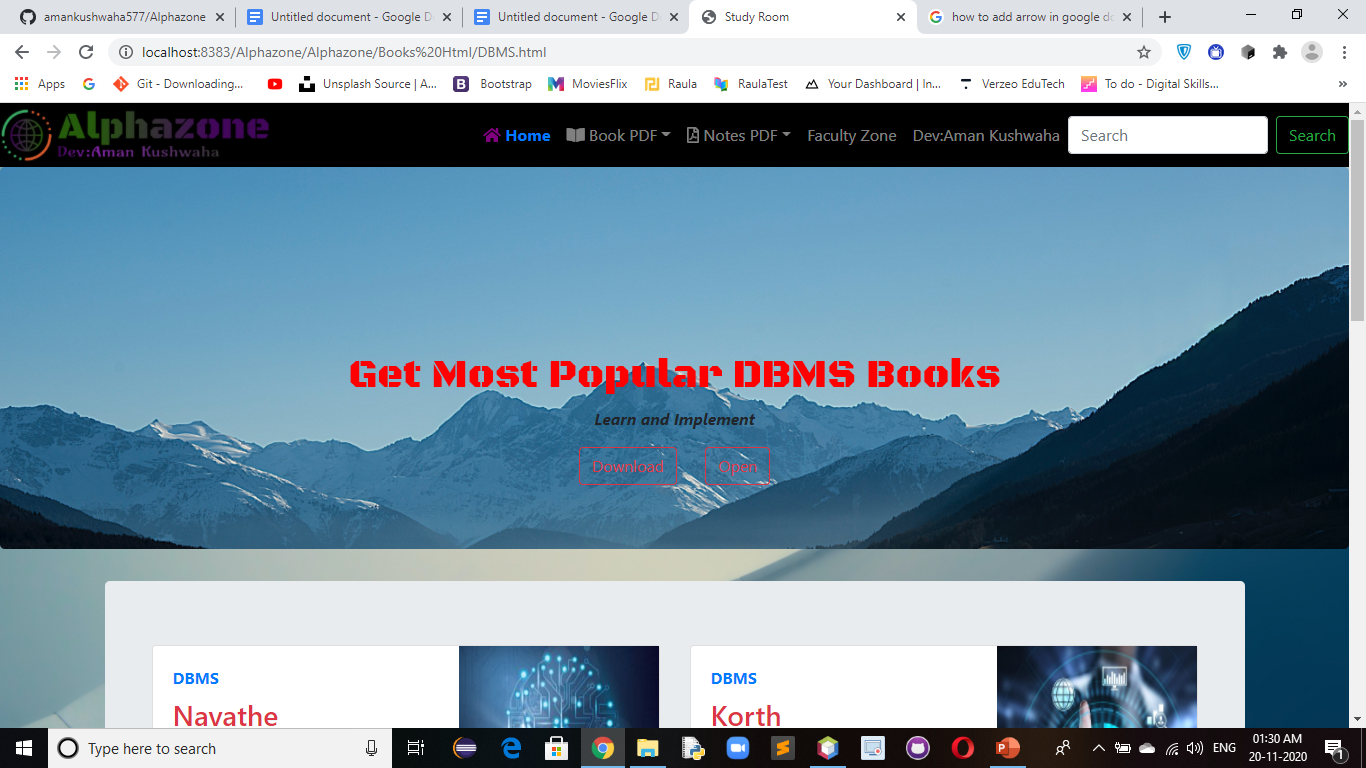 amankushwaha577/Alphazone
Untitled document - Google D
Untitled document - Google D
Study Room
how to add arrow in google do
localhost:8383/Alphazone/Alphazone/Books%20Html/DBMS.html
Apps
Git - Downloading...
Unsplash Source | A...
Bootstrap
MoviesFlix
Raula
RaulaTest
Your Dashboard | In...
Verzeo EduTech
To do - Digital Skills...
»
Alphazone
Dev:Aman Kushwaha
Home
Book PDF
Notes PDF
Faculty Zone
Dev:Aman Kushwaha
Search
Search
Get Most Popular DBMS Books
Learn and Implement
Download
Open
DBMS
Navathe
DBMS
Korth
Type here to search
ENG
01:30 AM
20-11-2020
1